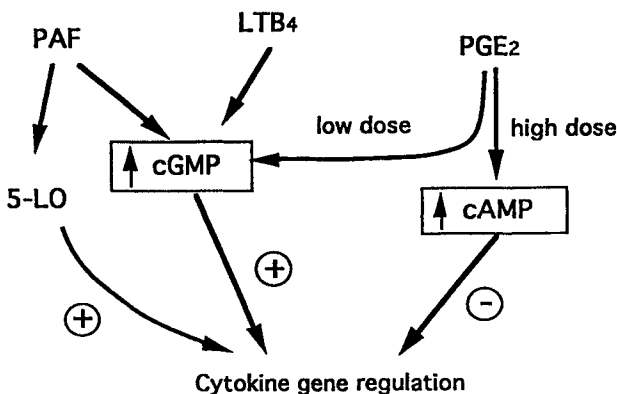 PAF
LTB4
PGE2
low dose
high dose
↑ cGMP
5-LO
↑ cAMP
+
+
-
Cytokine gene regulation